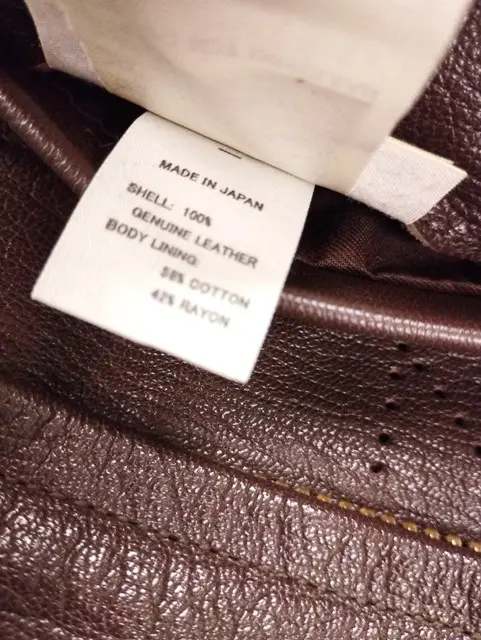 MADE IN JAPAN
SHELL: 100%
GENUINE LEATHER
BODY LINING:
58% COTTON
42% RAYON